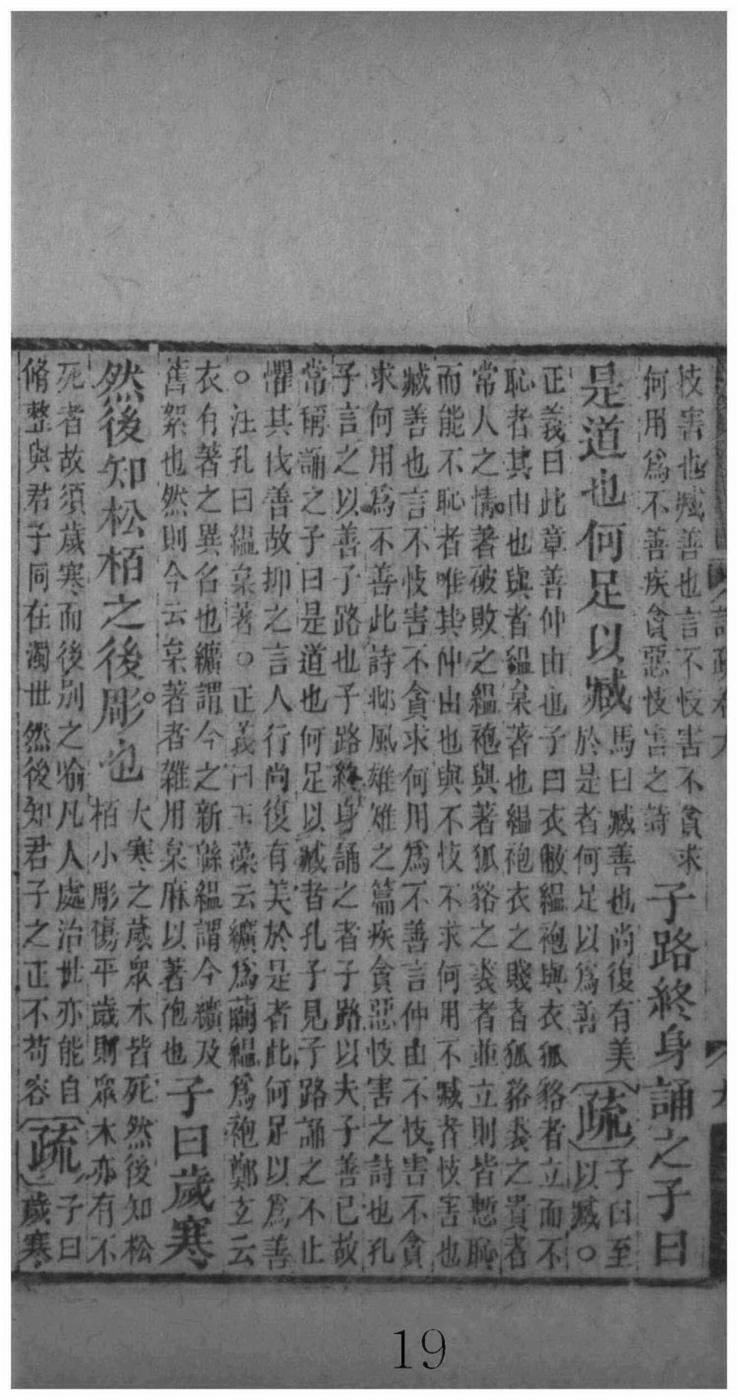 忮害也臧善也言不忮害不貪求
何用爲不善疾貪惡忮害之詩
子路終身誦之子曰
是道也何足以臧
馬曰臧善也尚復有美
於是者何足以爲善
〔疏〕
子曰至
以臧○
正義曰此章善仲由也子曰衣敝緼袍與衣狐貉者立而不
恥者其由也與者緼枲著也緼袍衣之賤者狐貉裘之貴者
常人之情著破敗之緼袍與著狐貉之裘者並立則皆慙恥
而能不恥者唯其仲由也與不忮不求何用不臧者忮害也
臧善也言不忮害不貪求何用爲不善言仲由不忮害不貪
求何用爲不善此詩邶風雄雉之篇疾貪惡忮害之詩也孔
子言之以善子路也子路終身誦之者子路以夫子善已故
常稱誦之子曰是道也何足以臧者孔子見子路誦之不止
懼其伐善故抑之言人行尚復有美於是者此何足以爲善
○注孔曰緼枲著○正義曰玉藻云纊爲繭緼爲袍鄭玄云
衣有著之異名也纊謂今之新緜緼謂今纊及
舊絮也然則今云枲著者雜用枲麻以著袍也
子曰歲寒
然後知松栢之後彫也
大寒之歲衆木皆死然後知松
栢小彫傷平歲則眾木亦有不
死者故須歲寒而後別之喻凡人處治世亦能自
脩整與君子同在濁世然後知君子之正不苟容
〔疏〕
子曰
歲寒
19